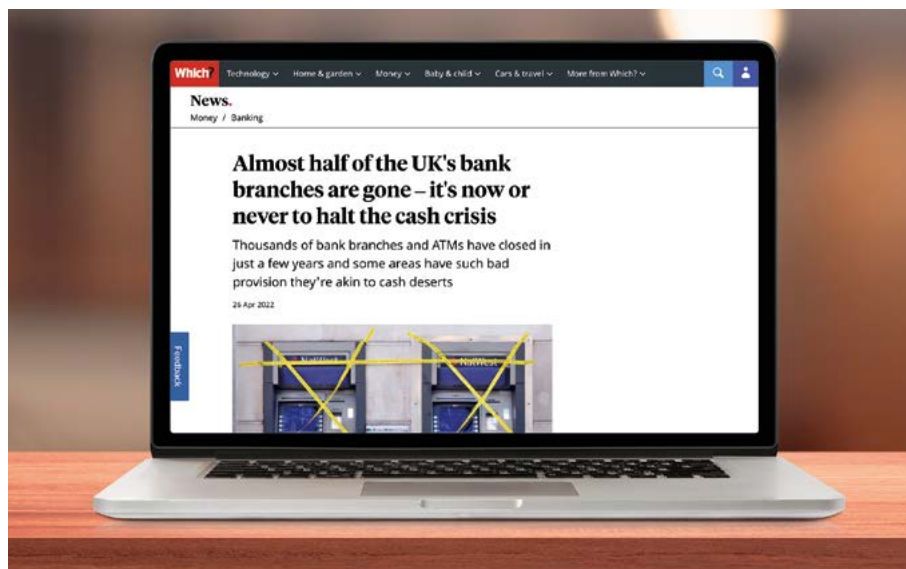 Which?
Technology Home & garden Money Baby & child Cars & travel More from Which?
News.
Money / Banking
Almost half of the UK's bank
branches are gone – it's now or
never to halt the cash crisis
Thousands of bank branches and ATMs have closed in
just a few years and some areas have such bad
provision they're akin to cash deserts
26 Apr 2022
Feedback
NatWest NatWest